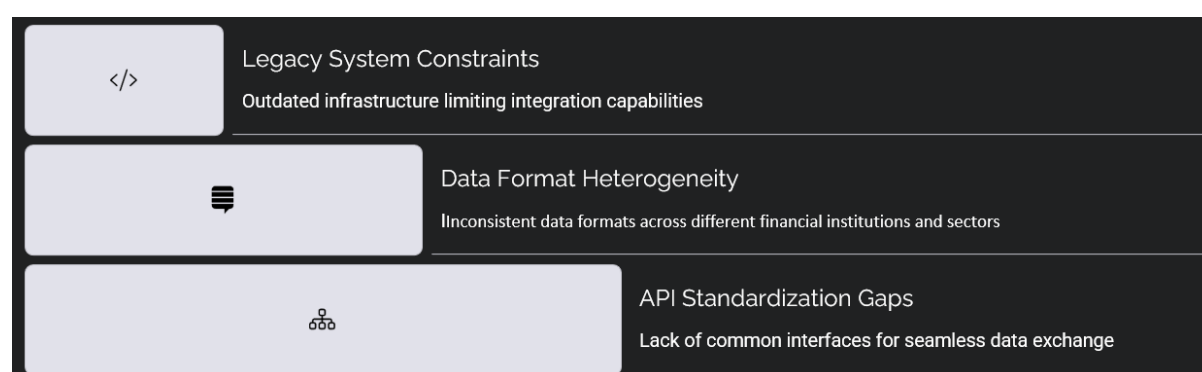 </>
Legacy System Constraints
Outdated infrastructure limiting integration capabilities
Data Format Heterogeneity
IInconsistent data formats across different financial institutions and sectors
API Standardization Gaps
Lack of common interfaces for seamless data exchange